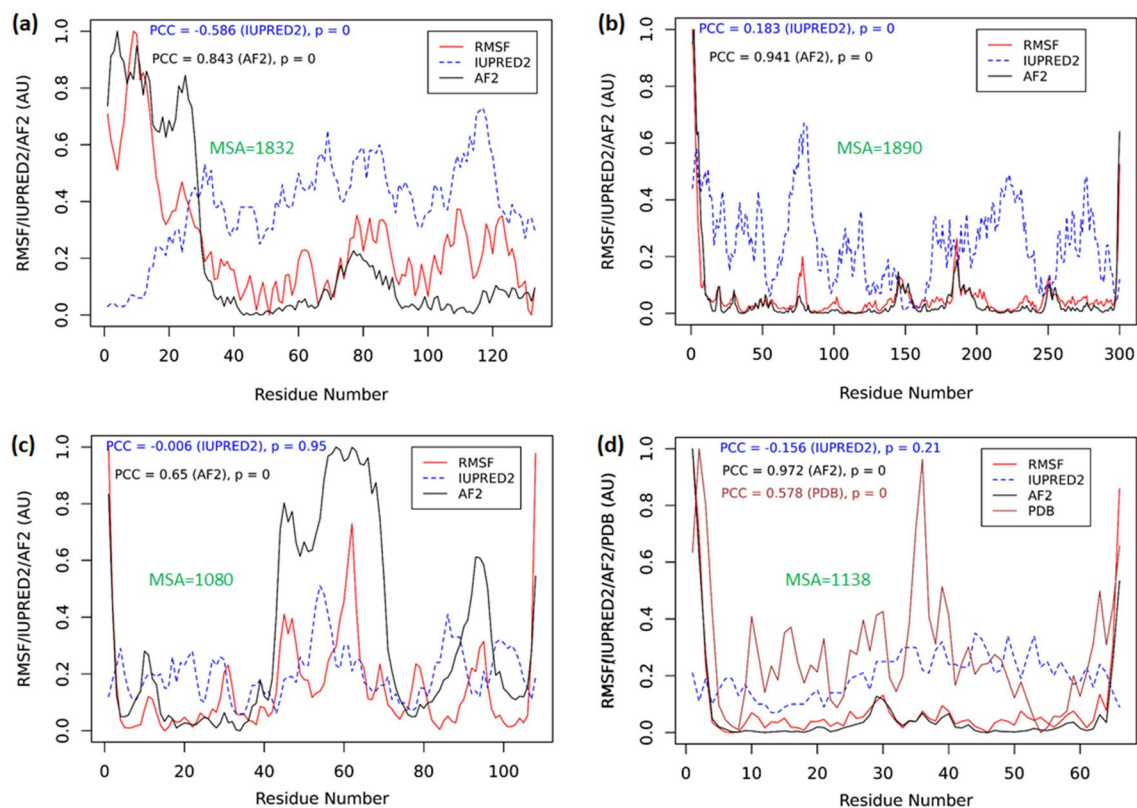 (a)
PCC = -0.586 (IUPRED2), p = 0
PCC = 0.843 (AF2), p = 0
RMSF
IUPRED2
AF2
MSA=1832
RMSF/IUPRED2/AF2 (AU)
0.0 0.2 0.4 0.6 0.8 1.0
0 20 40 60 80 100 120
Residue Number
(b)
PCC = 0.183 (IUPRED2), p = 0
PCC = 0.941 (AF2), p = 0
RMSF
IUPRED2
AF2
MSA=1890
RMSF/IUPRED2/AF2 (AU)
0.0 0.2 0.4 0.6 0.8 1.0
0 50 100 150 200 250 300
Residue Number
(c)
PCC = -0.006 (IUPRED2), p = 0.95
PCC = 0.65 (AF2), p = 0
RMSF
IUPRED2
AF2
MSA=1080
RMSF/IUPRED2/AF2 (AU)
0.0 0.2 0.4 0.6 0.8 1.0
0 20 40 60 80 100
Residue Number
(d)
PCC = -0.156 (IUPRED2), p = 0.21
PCC = 0.972 (AF2), p = 0
PCC = 0.578 (PDB), p = 0
RMSF
IUPRED2
AF2
PDB
MSA=1138
RMSF/IUPRED2/AF2/PDB (AU)
0.0 0.2 0.4 0.6 0.8 1.0
0 10 20 30 40 50 60
Residue Number